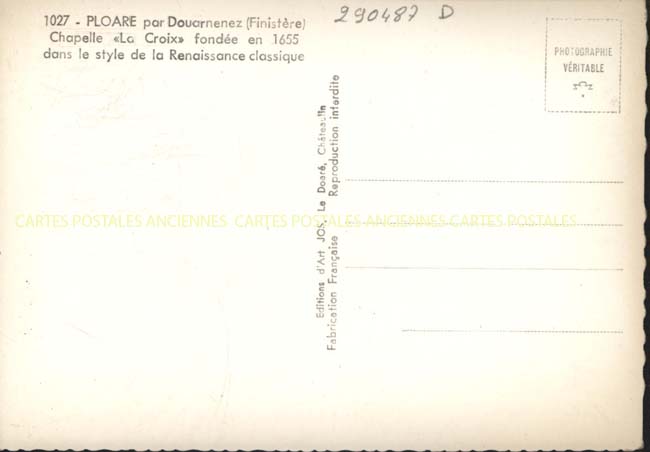 1027 - PLOARE par Douarnenez (Finistère)
Chapelle «La Croix» fondée en 1655
dans le style de la Renaissance classique
290487 D
PHOTOGRAPHIE
VÉRITABLE
Editions d'Art JOS, Le Doaré, Châteaulin
Fabrication Française Reproduction interdite
CARTES POSTALES ANCIENNES CARTES POSTALES ANCIENNES CARTES POSTALES